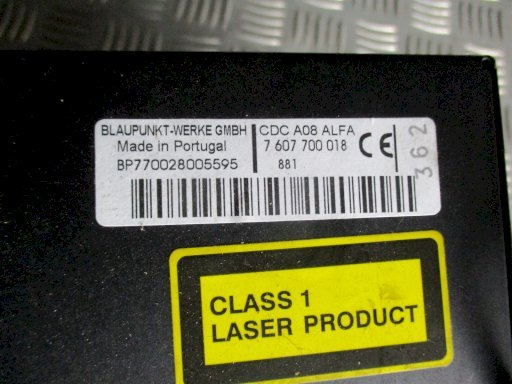 BLAUPUNKT-WERKE GMBH CDC A08 ALFA
Made in Portugal 7 607 700 018 CE
BP770028005595 881
362
CLASS 1
LASER PRODUCT